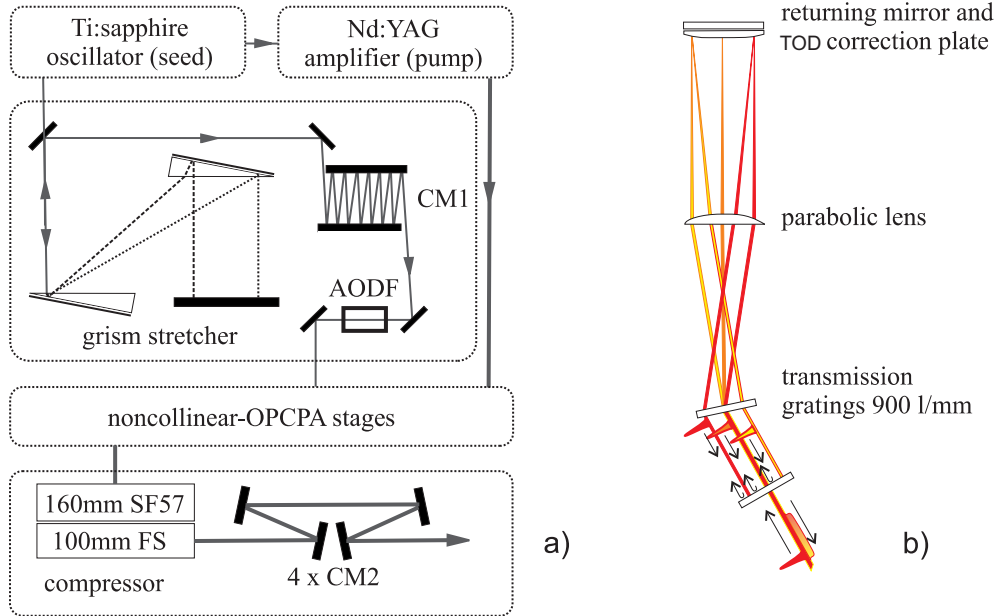 Ti:sapphire
oscillator (seed)
Nd:YAG
amplifier (pump)
CM1
AODF
grism stretcher
noncollinear-OPCPA stages
160mm SF57
100mm FS
compressor
4 x CM2
a)
returning mirror and
TOD correction plate
parabolic lens
transmission
gratings 900 l/mm
b)